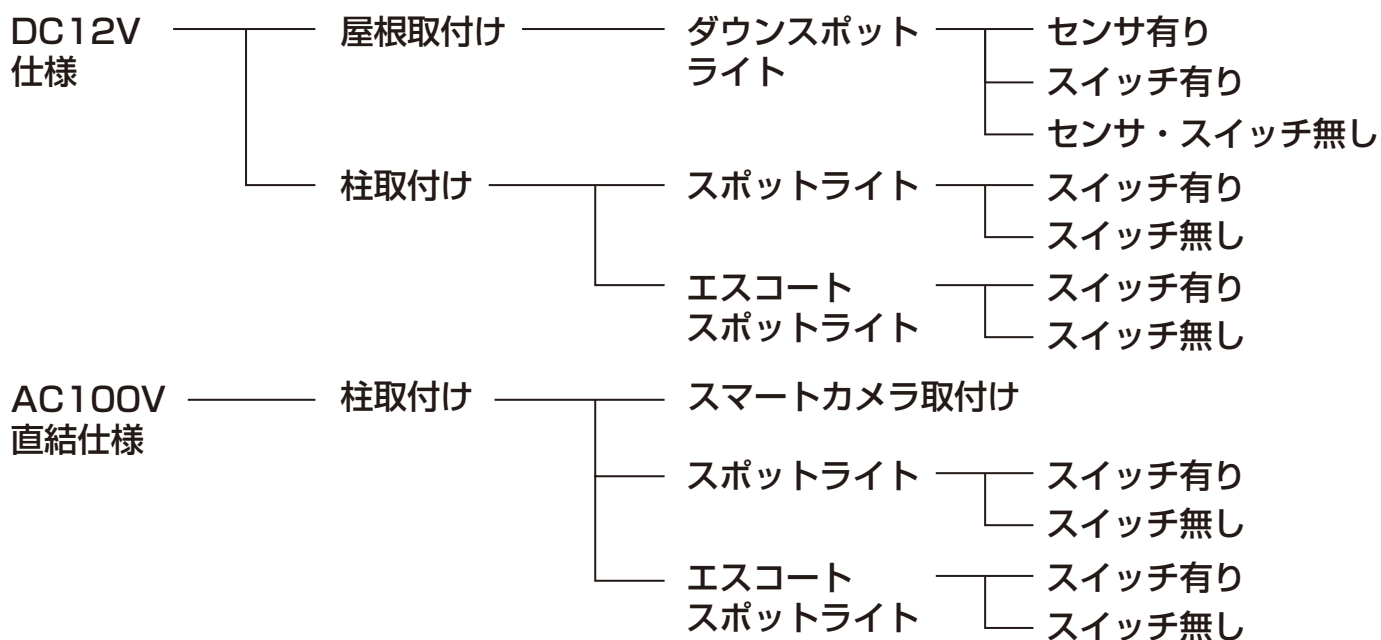 DC12V
仕様
屋根取付け
ダウンスポット
ライト
センサ有り
スイッチ有り
センサ・スイッチ無し
柱取付け
スポットライト
スイッチ有り
スイッチ無し
エスコート
スポットライト
スイッチ有り
スイッチ無し
AC100V
直結仕様
柱取付け
スマートカメラ取付け
スポットライト
スイッチ有り
スイッチ無し
エスコート
スポットライト
スイッチ有り
スイッチ無し